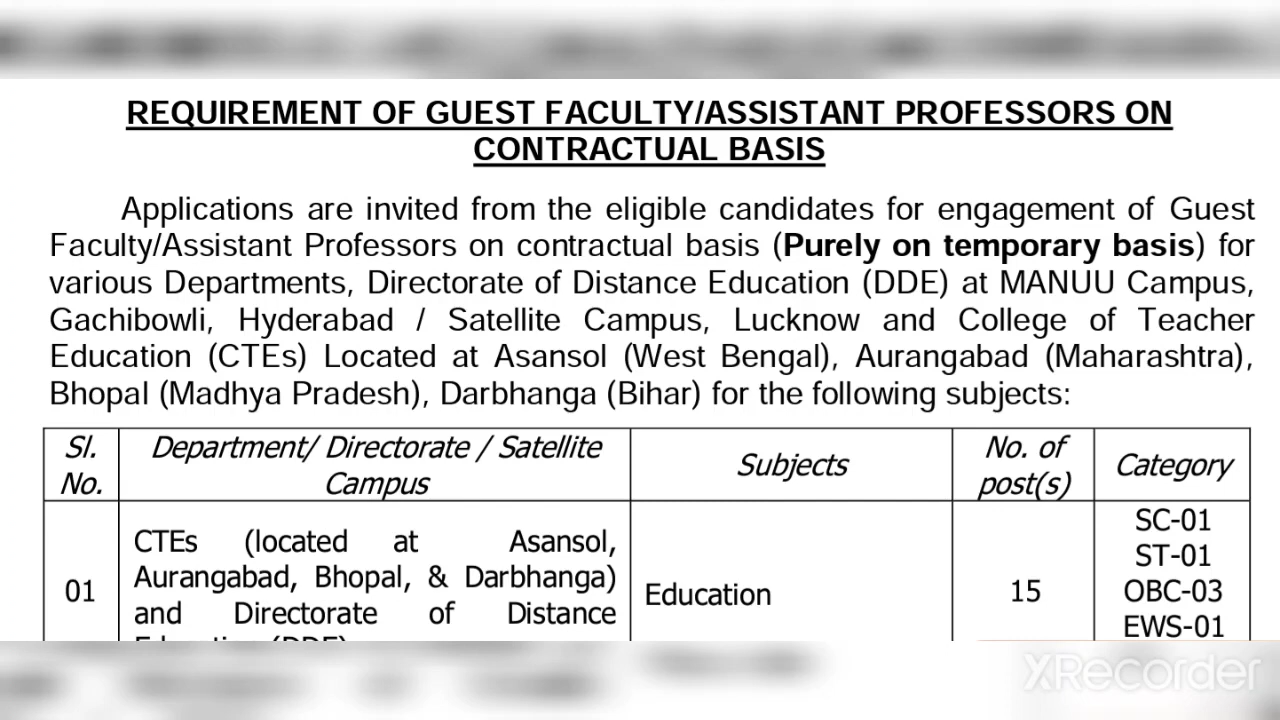 REQUIREMENT OF GUEST FACULTY/ASSISTANT PROFESSORS ON
CONTRACTUAL BASIS
Applications are invited from the eligible candidates for engagement of Guest
Faculty/Assistant Professors on contractual basis (Purely on temporary basis) for
various Departments, Directorate of Distance Education (DDE) at MANUU Campus,
Gachibowli, Hyderabad / Satellite Campus, Lucknow and College of Teacher
Education (CTEs) Located at Asansol (West Bengal), Aurangabad (Maharashtra),
Bhopal (Madhya Pradesh), Darbhanga (Bihar) for the following subjects:
Sl.
No.
Department/ Directorate / Satellite
Campus
Subjects
No. of
post(s)
Category
01
CTEs (located at Asansol,
Aurangabad, Bhopal, & Darbhanga)
and Directorate of Distance
Education
15
SC-01
ST-01
OBC-03
EWS-01
XRecorder